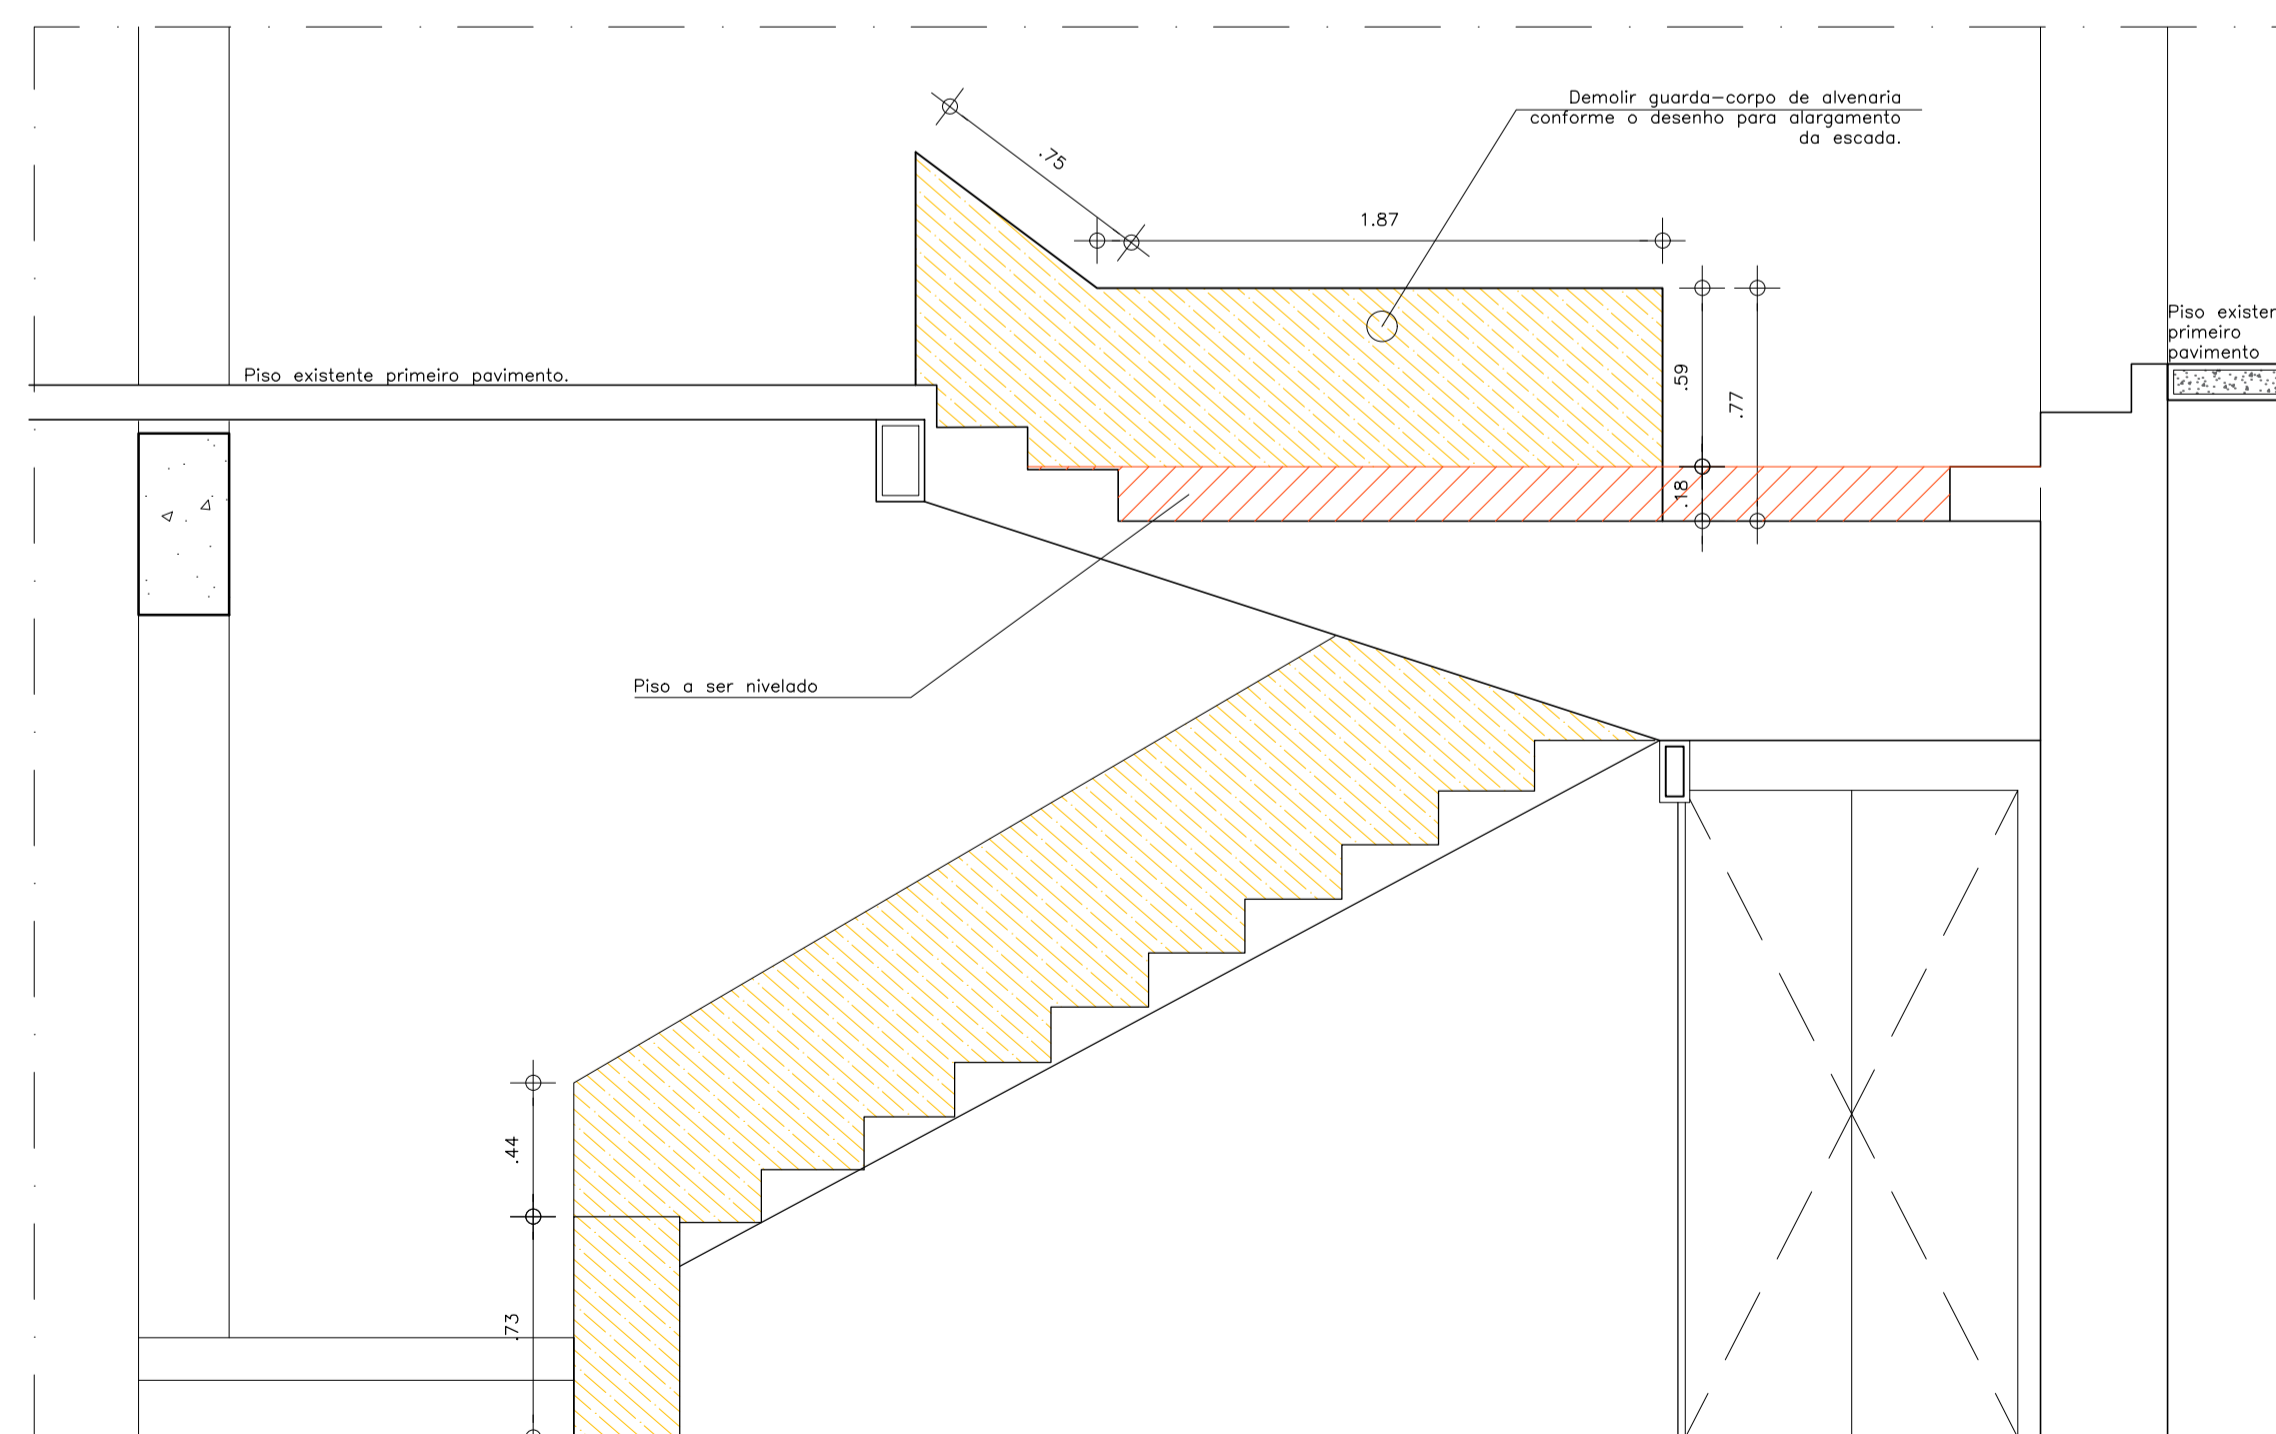 Demolir guarda-corpo de alvenaria
conforme o desenho para alargamento
da escada.
.75
1.87
Piso
primeiro
pavimento
Piso existente primeiro pavimento.
.59
.77
.18
Piso a ser nivelado
.44
.73